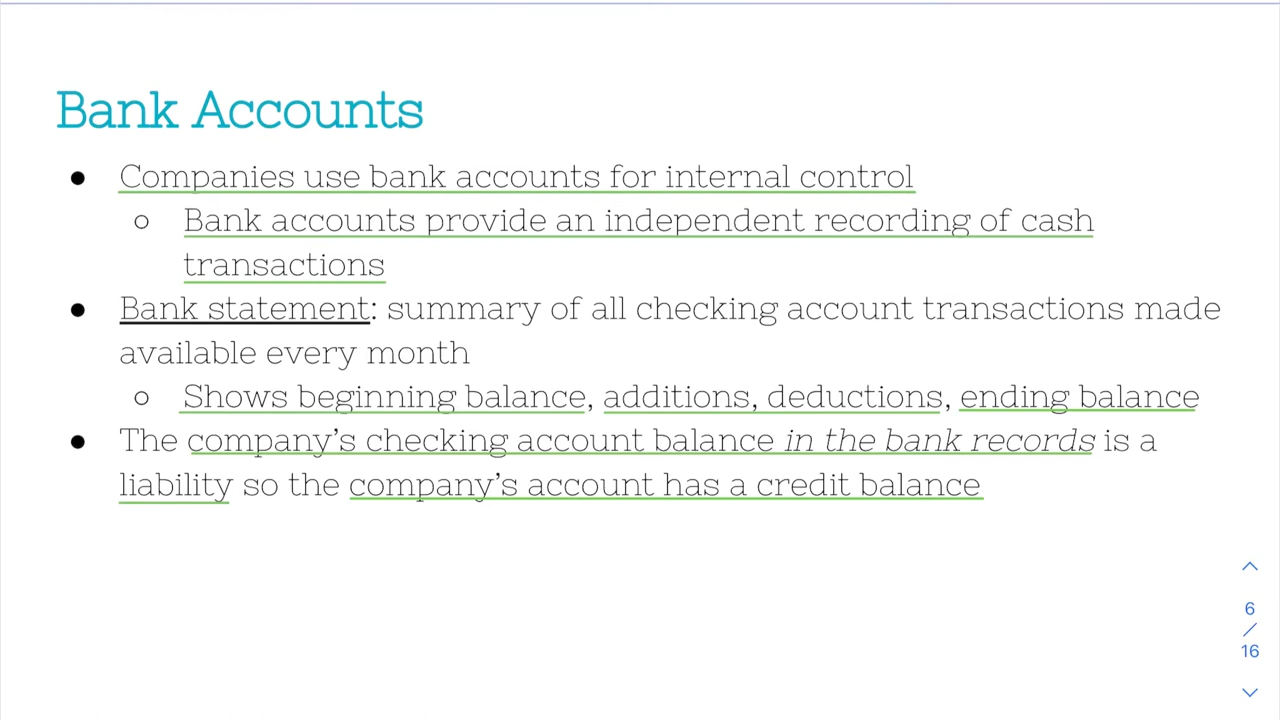 Bank Accounts
● Companies use bank accounts for internal control
○ Bank accounts provide an independent recording of cash
transactions
● Bank statement: summary of all checking account transactions made
available every month
○ Shows beginning balance, additions, deductions, ending balance
● The company’s checking account balance in the bank records is a
liability so the company’s account has a credit balance
6
/
16